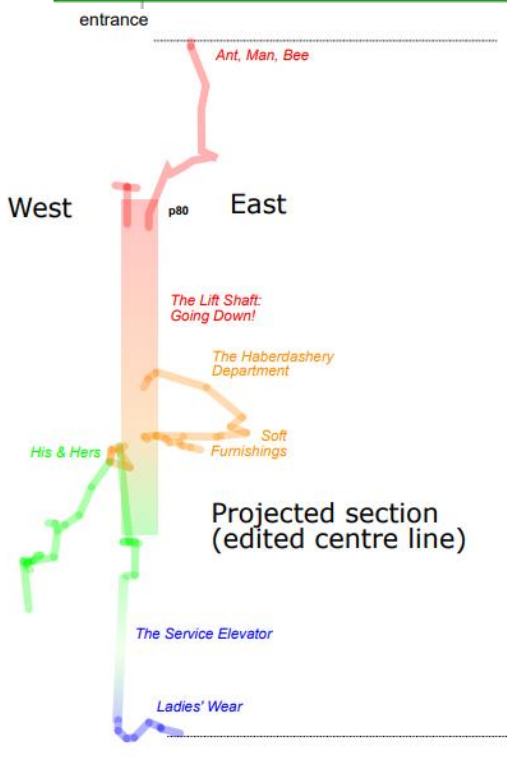 entrance
Ant, Man, Bee
West
p80
East
The Lift Shaft:
Going Down!
The Haberdashery
Department
Soft
Furnishings
His & Hers
Projected section
(edited centre line)
The Service Elevator
Ladies' Wear